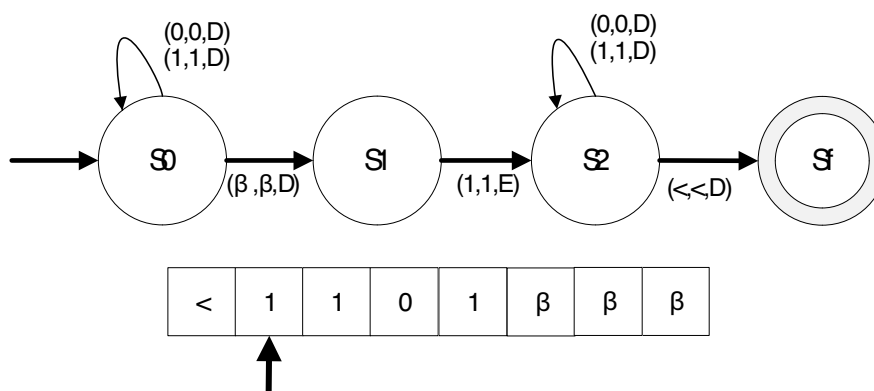 (0,0,D)
(1,1,D)
(0,0,D)
(1,1,D)
S0
S1
S2
Sf
(β ,β,D)
(1,1,E)
(<,<,D)
< 1 1 0 1 β β β